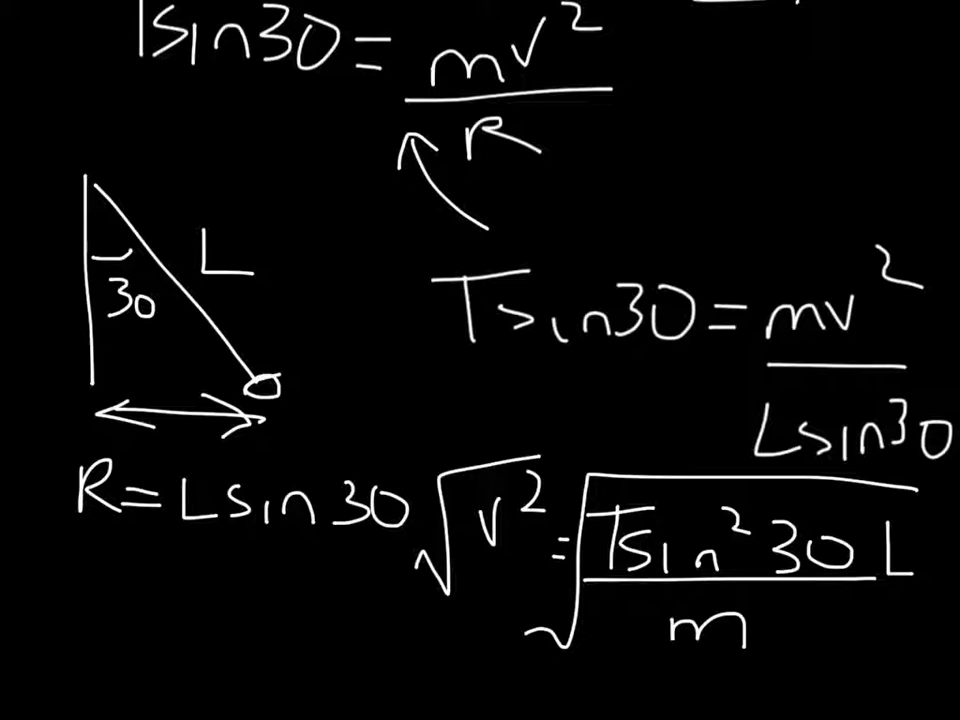 Tsin30 = mv²
R
L
30
Tsin30 = mv²
Lsin30
R = Lsin30
√v² = √Tsin²30 L
m